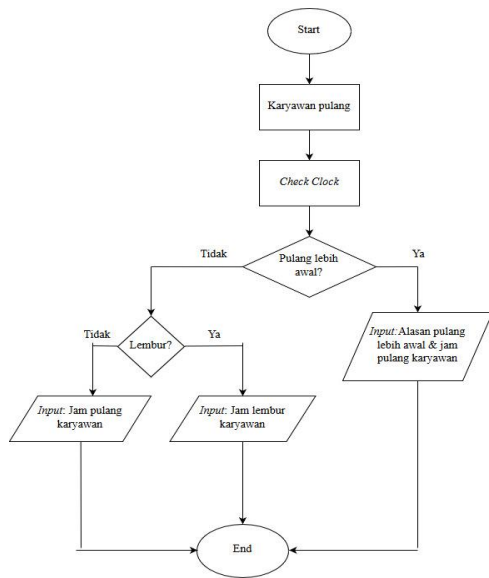 Start
Karyawan pulang
Check Clock
Tidak
Pulang lebih
awal?
Ya
Tidak
Lembur?
Ya
Input: Alasan pulang
lebih awal & jam
pulang karyawan
Input: Jam pulang
karyawan
Input: Jam lembur
karyawan
End